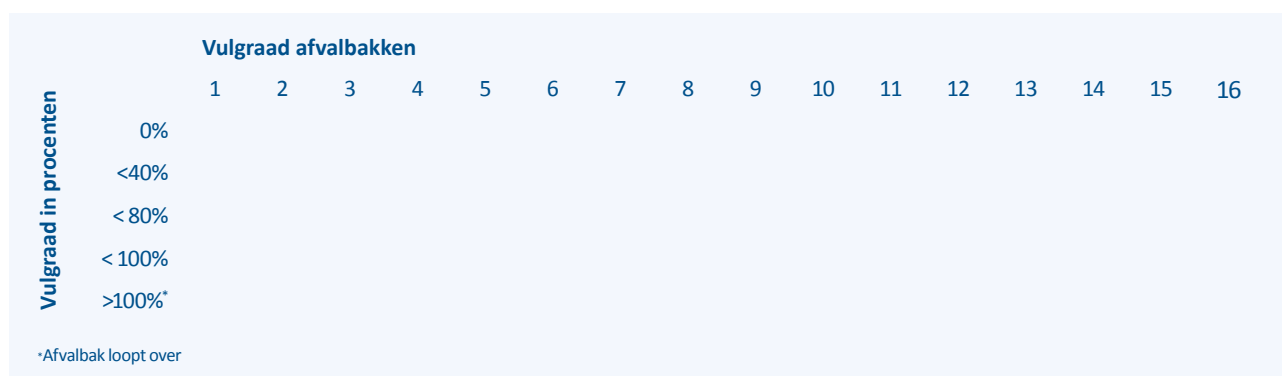 Vulgraad afvalbakken
1 2 3 4 5 6 7 8 9 10 11 12 13 14 15 16
Vulgraad in procenten
0%
<40%
< 80%
< 100%
>100%*
*Afvalbak loopt over